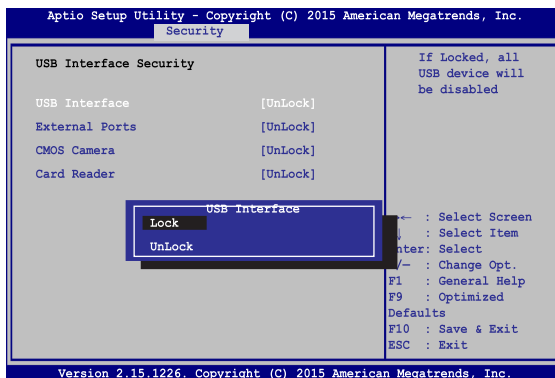 Aptio Setup Utility - Copyright (C) 2015 American Megatrends, Inc.
Security
USB Interface Security
USB Interface [UnLock]
External Ports [UnLock]
CMOS Camera [UnLock]
Card Reader [UnLock]
If Locked, all
USB device will
be disabled
USB Interface
Lock
UnLock
← : Select Screen
↓ : Select Item
nter: Select
/— : Change Opt.
F1 : General Help
F9 : Optimized
Defaults
F10 : Save & Exit
ESC : Exit
Version 2.15.1226. Copyright (C) 2015 American Megatrends, Inc.